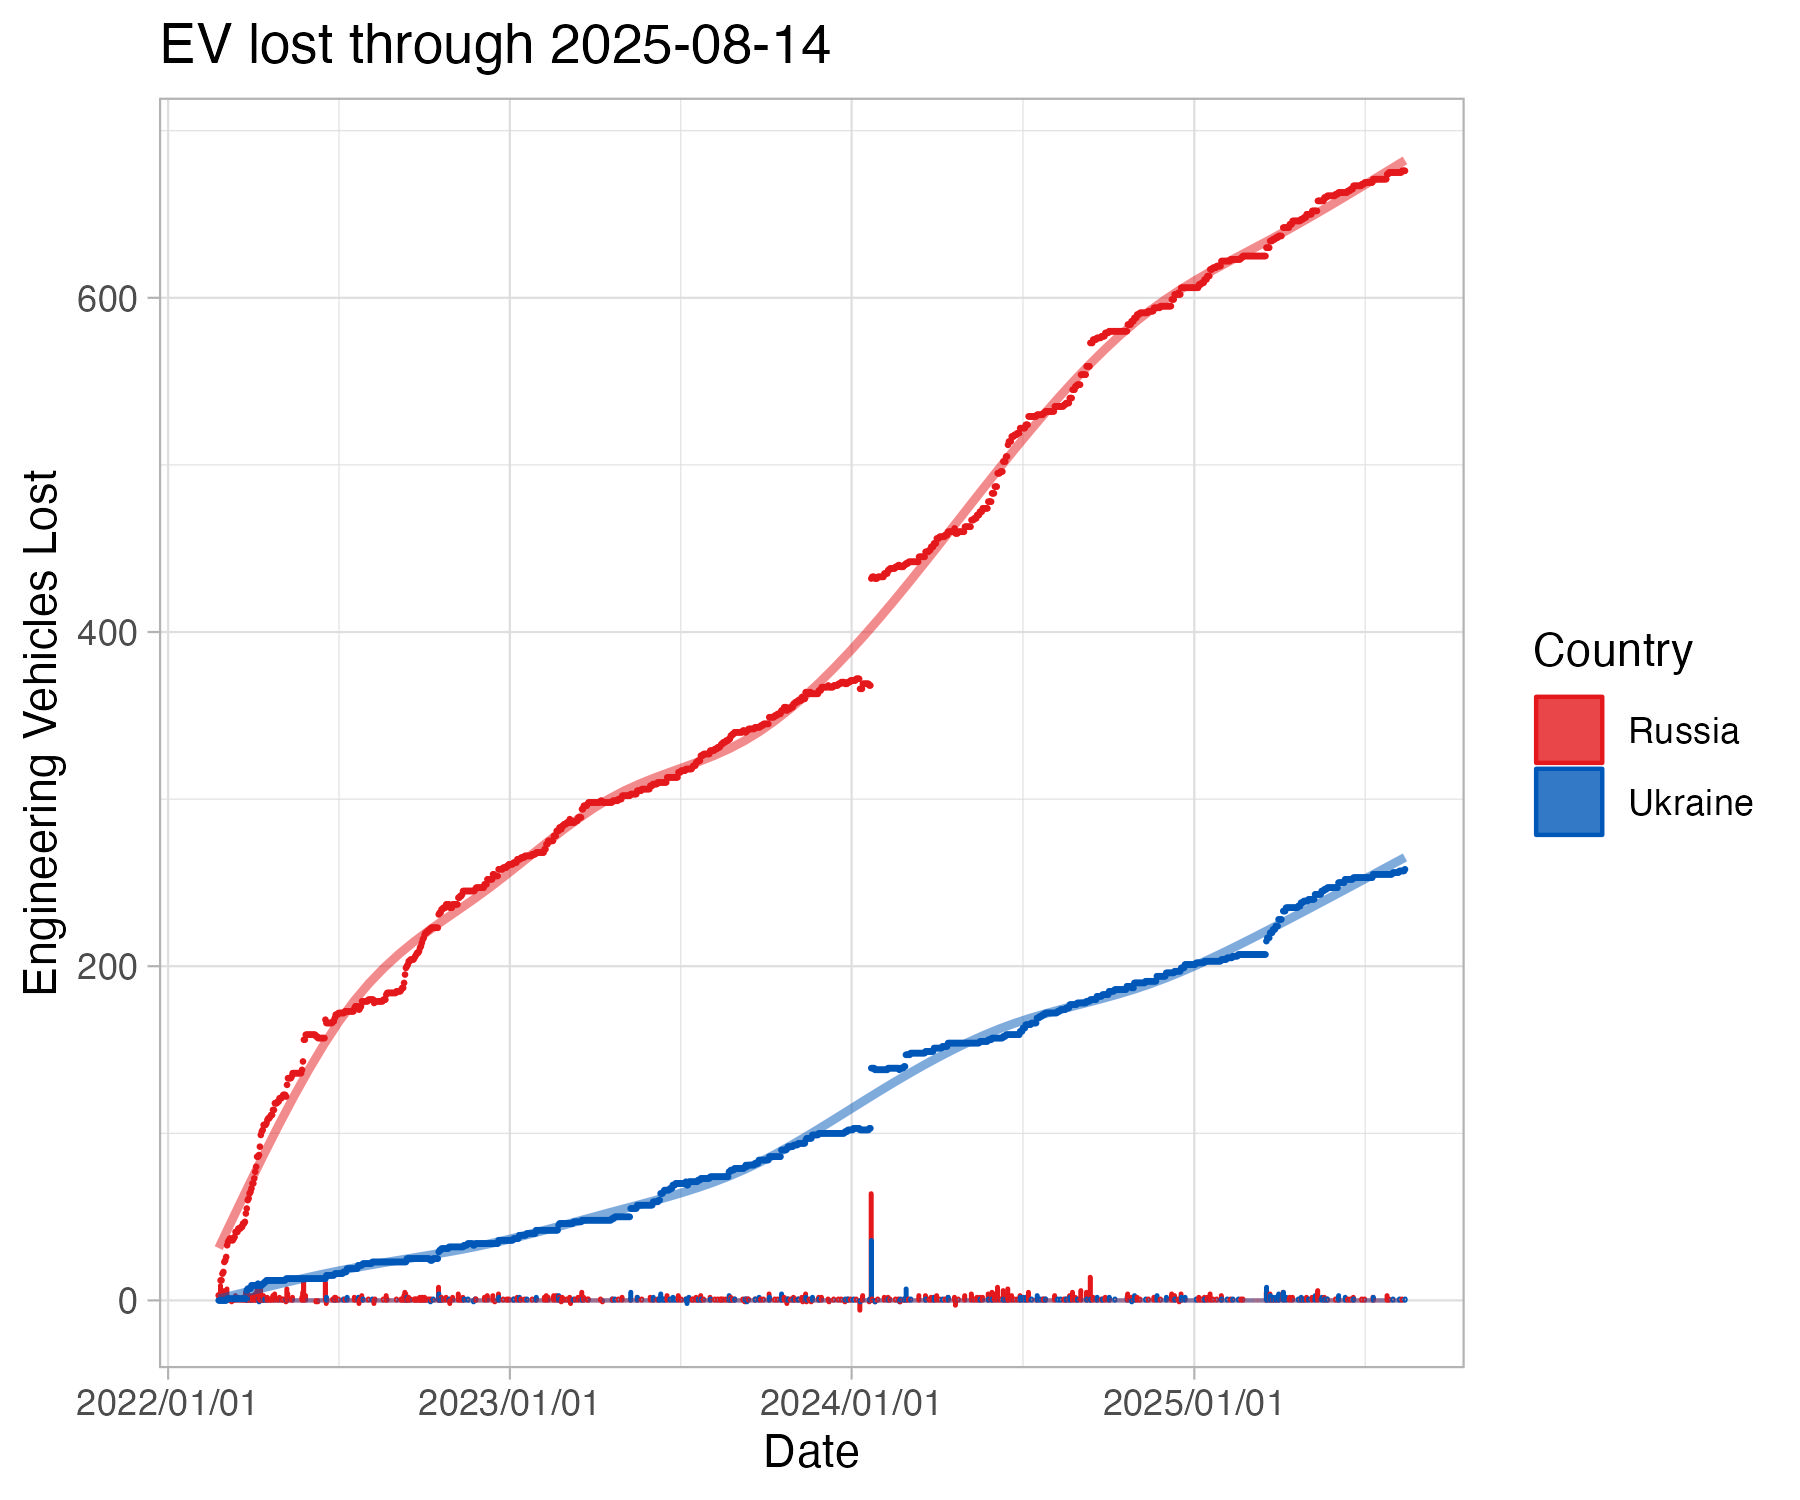 EV lost through 2025-08-14
Engineering Vehicles Lost
600
400
200
0
2022/01/01
2023/01/01
2024/01/01
2025/01/01
Date
Country
Russia
Ukraine